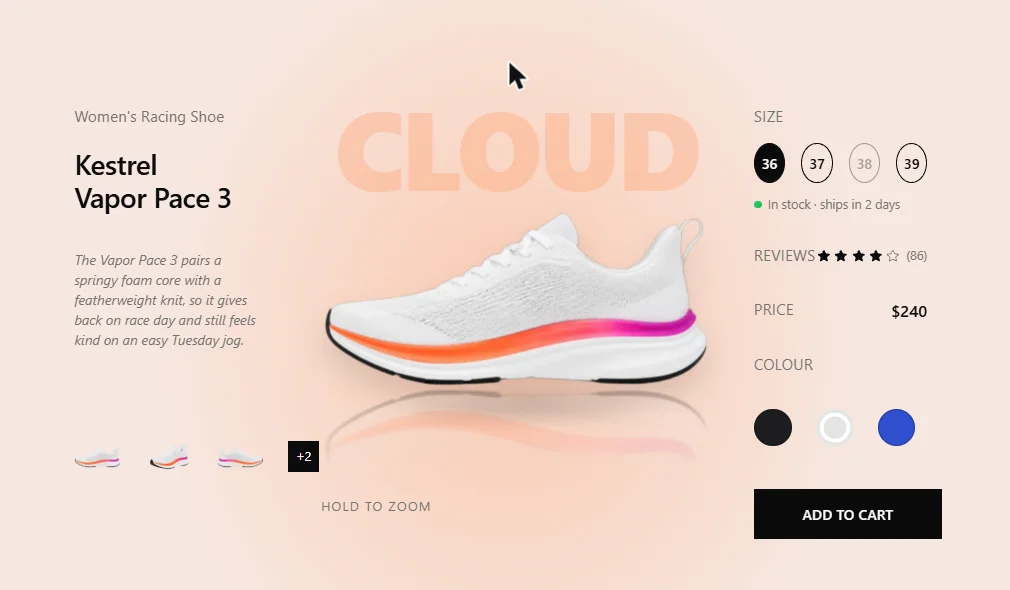 Women's Racing Shoe
Kestrel
Vapor Pace 3
The Vapor Pace 3 pairs a
springy foam core with a
featherweight knit, so it gives
back on race day and still feels
kind on an easy Tuesday jog.
+2
CLOUD
HOLD TO ZOOM
SIZE
36 37 38 39
In stock · ships in 2 days
REVIEWS (86)
PRICE $240
COLOUR
ADD TO CART